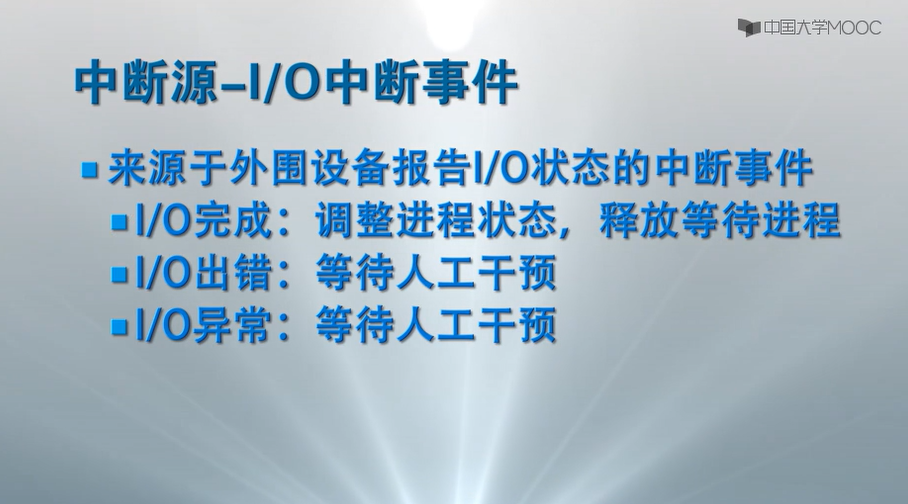 中国大学MOOC
中断源-I/O中断事件
来源于外围设备报告I/O状态的中断事件
I/O完成：调整进程状态，释放等待进程
I/O出错：等待人工干预
I/O异常：等待人工干预